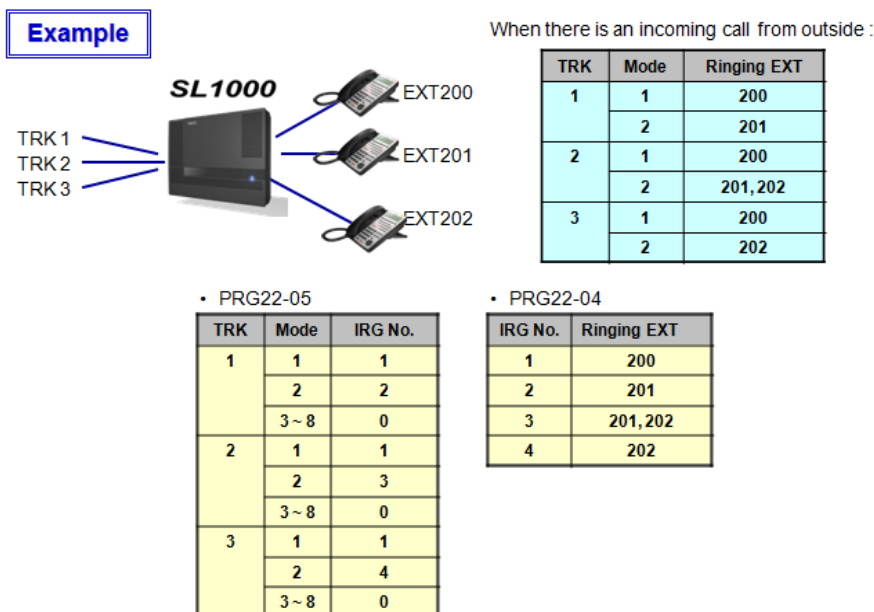 Example
When there is an incoming call from outside :
SL1000
TRK 1
TRK 2
TRK 3
EXT200
EXT201
EXT202
TRK Mode Ringing EXT
1 1 200
2 201
2 1 200
2 201,202
3 1 200
2 202
• PRG22-05
TRK Mode IRG No.
1 1 1
2 2
3 ~ 8 0
2 1 1
2 3
3 ~ 8 0
3 1 1
2 4
3 ~ 8 0
• PRG22-04
IRG No. Ringing EXT
1 200
2 201
3 201,202
4 202